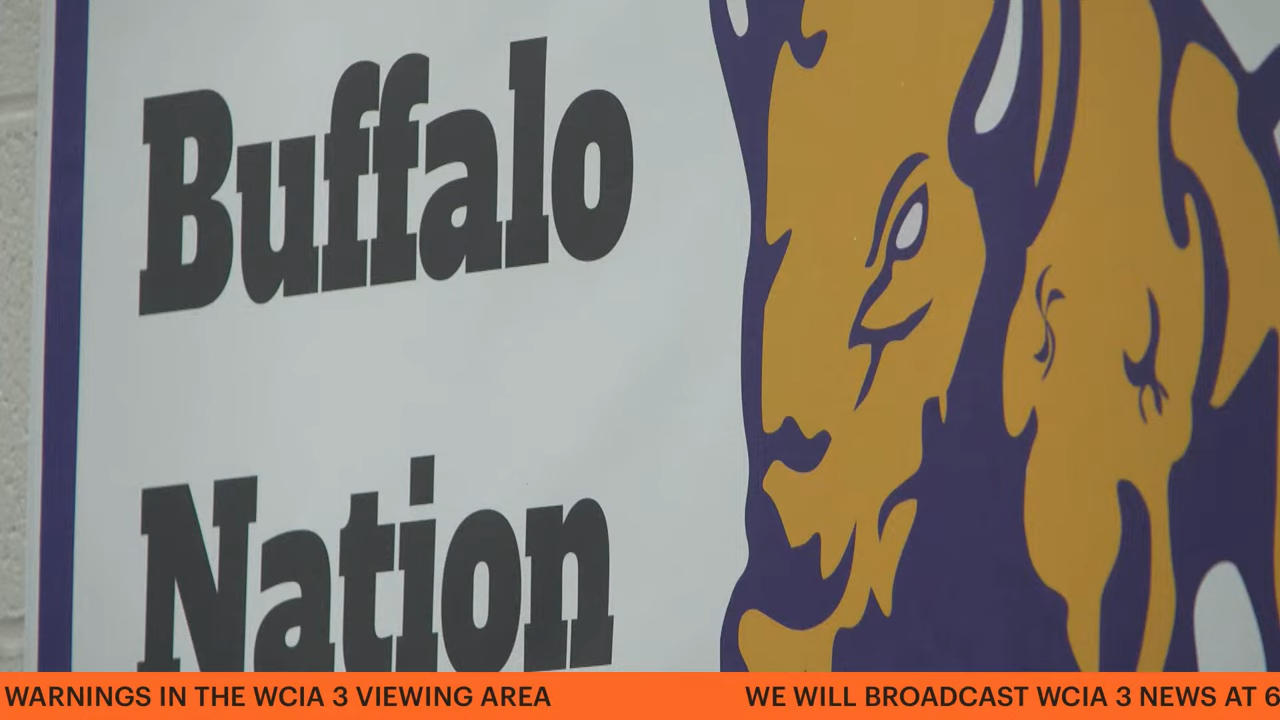 Buffalo
Nation
WARNINGS IN THE WCIA 3 VIEWING AREA
WE WILL BROADCAST WCIA 3 NEWS AT 6